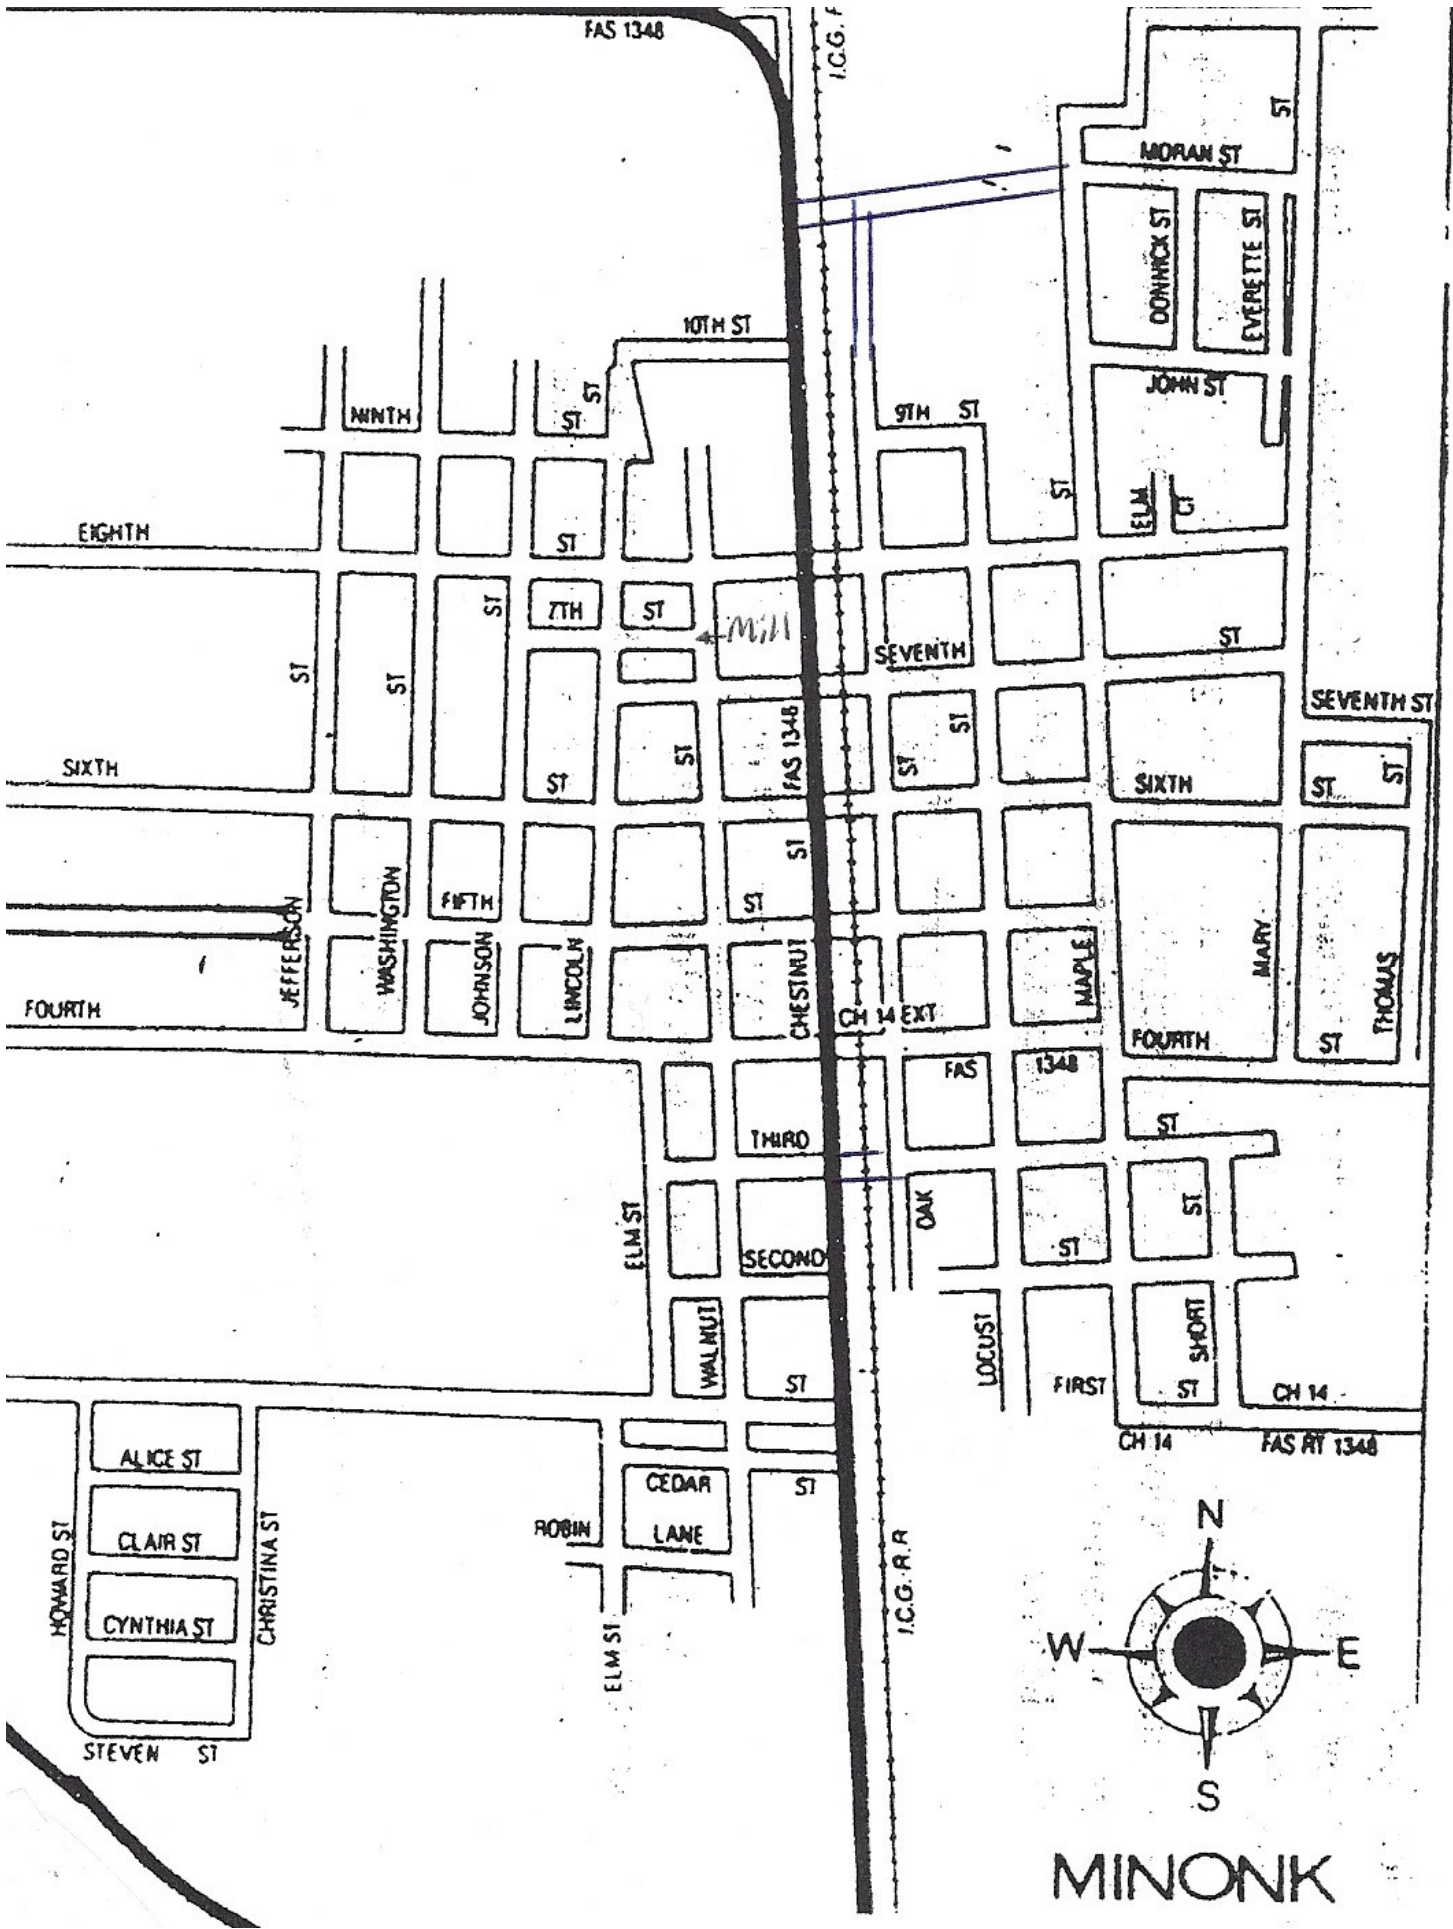 FAS 1348
I.C.G.
ST
MORAN ST
DONNICK ST
EVERETTE ST
10TH ST
JOHN ST
NINTH
ST
ST
9TH ST
ST
ELM
CT
EIGHTH
ST
ST
7TH
ST
SEVENTH
ST
ST
ST
SEVENTH ST
FAS 1348
ST
ST
ST
SIXTH
ST
SIXTH
ST
ST
ST
FIFTH
ST
JEFFERSON
WASHINGTON
JOHNSON
LINCOLN
CHESTNUT
MAPLE
MARY
THOMAS
FOURTH
CH 14 EXT
FOURTH
ST
FAS
1348
THIRD
ST
ELM ST
OAK
ST
SECOND
ST
WALNUT
LOCUST
SHORT
ST
FIRST
ST
CH 14
CH 14
FAS RT 1348
ALICE ST
CEDAR
ST
HOWARD ST
CLAIR ST
CHRISTINA ST
ROBIN
LANE
CYNTHIA ST
ELM ST
I.C.G. R.R
STEVEN ST
N
W
E
S
MINONK